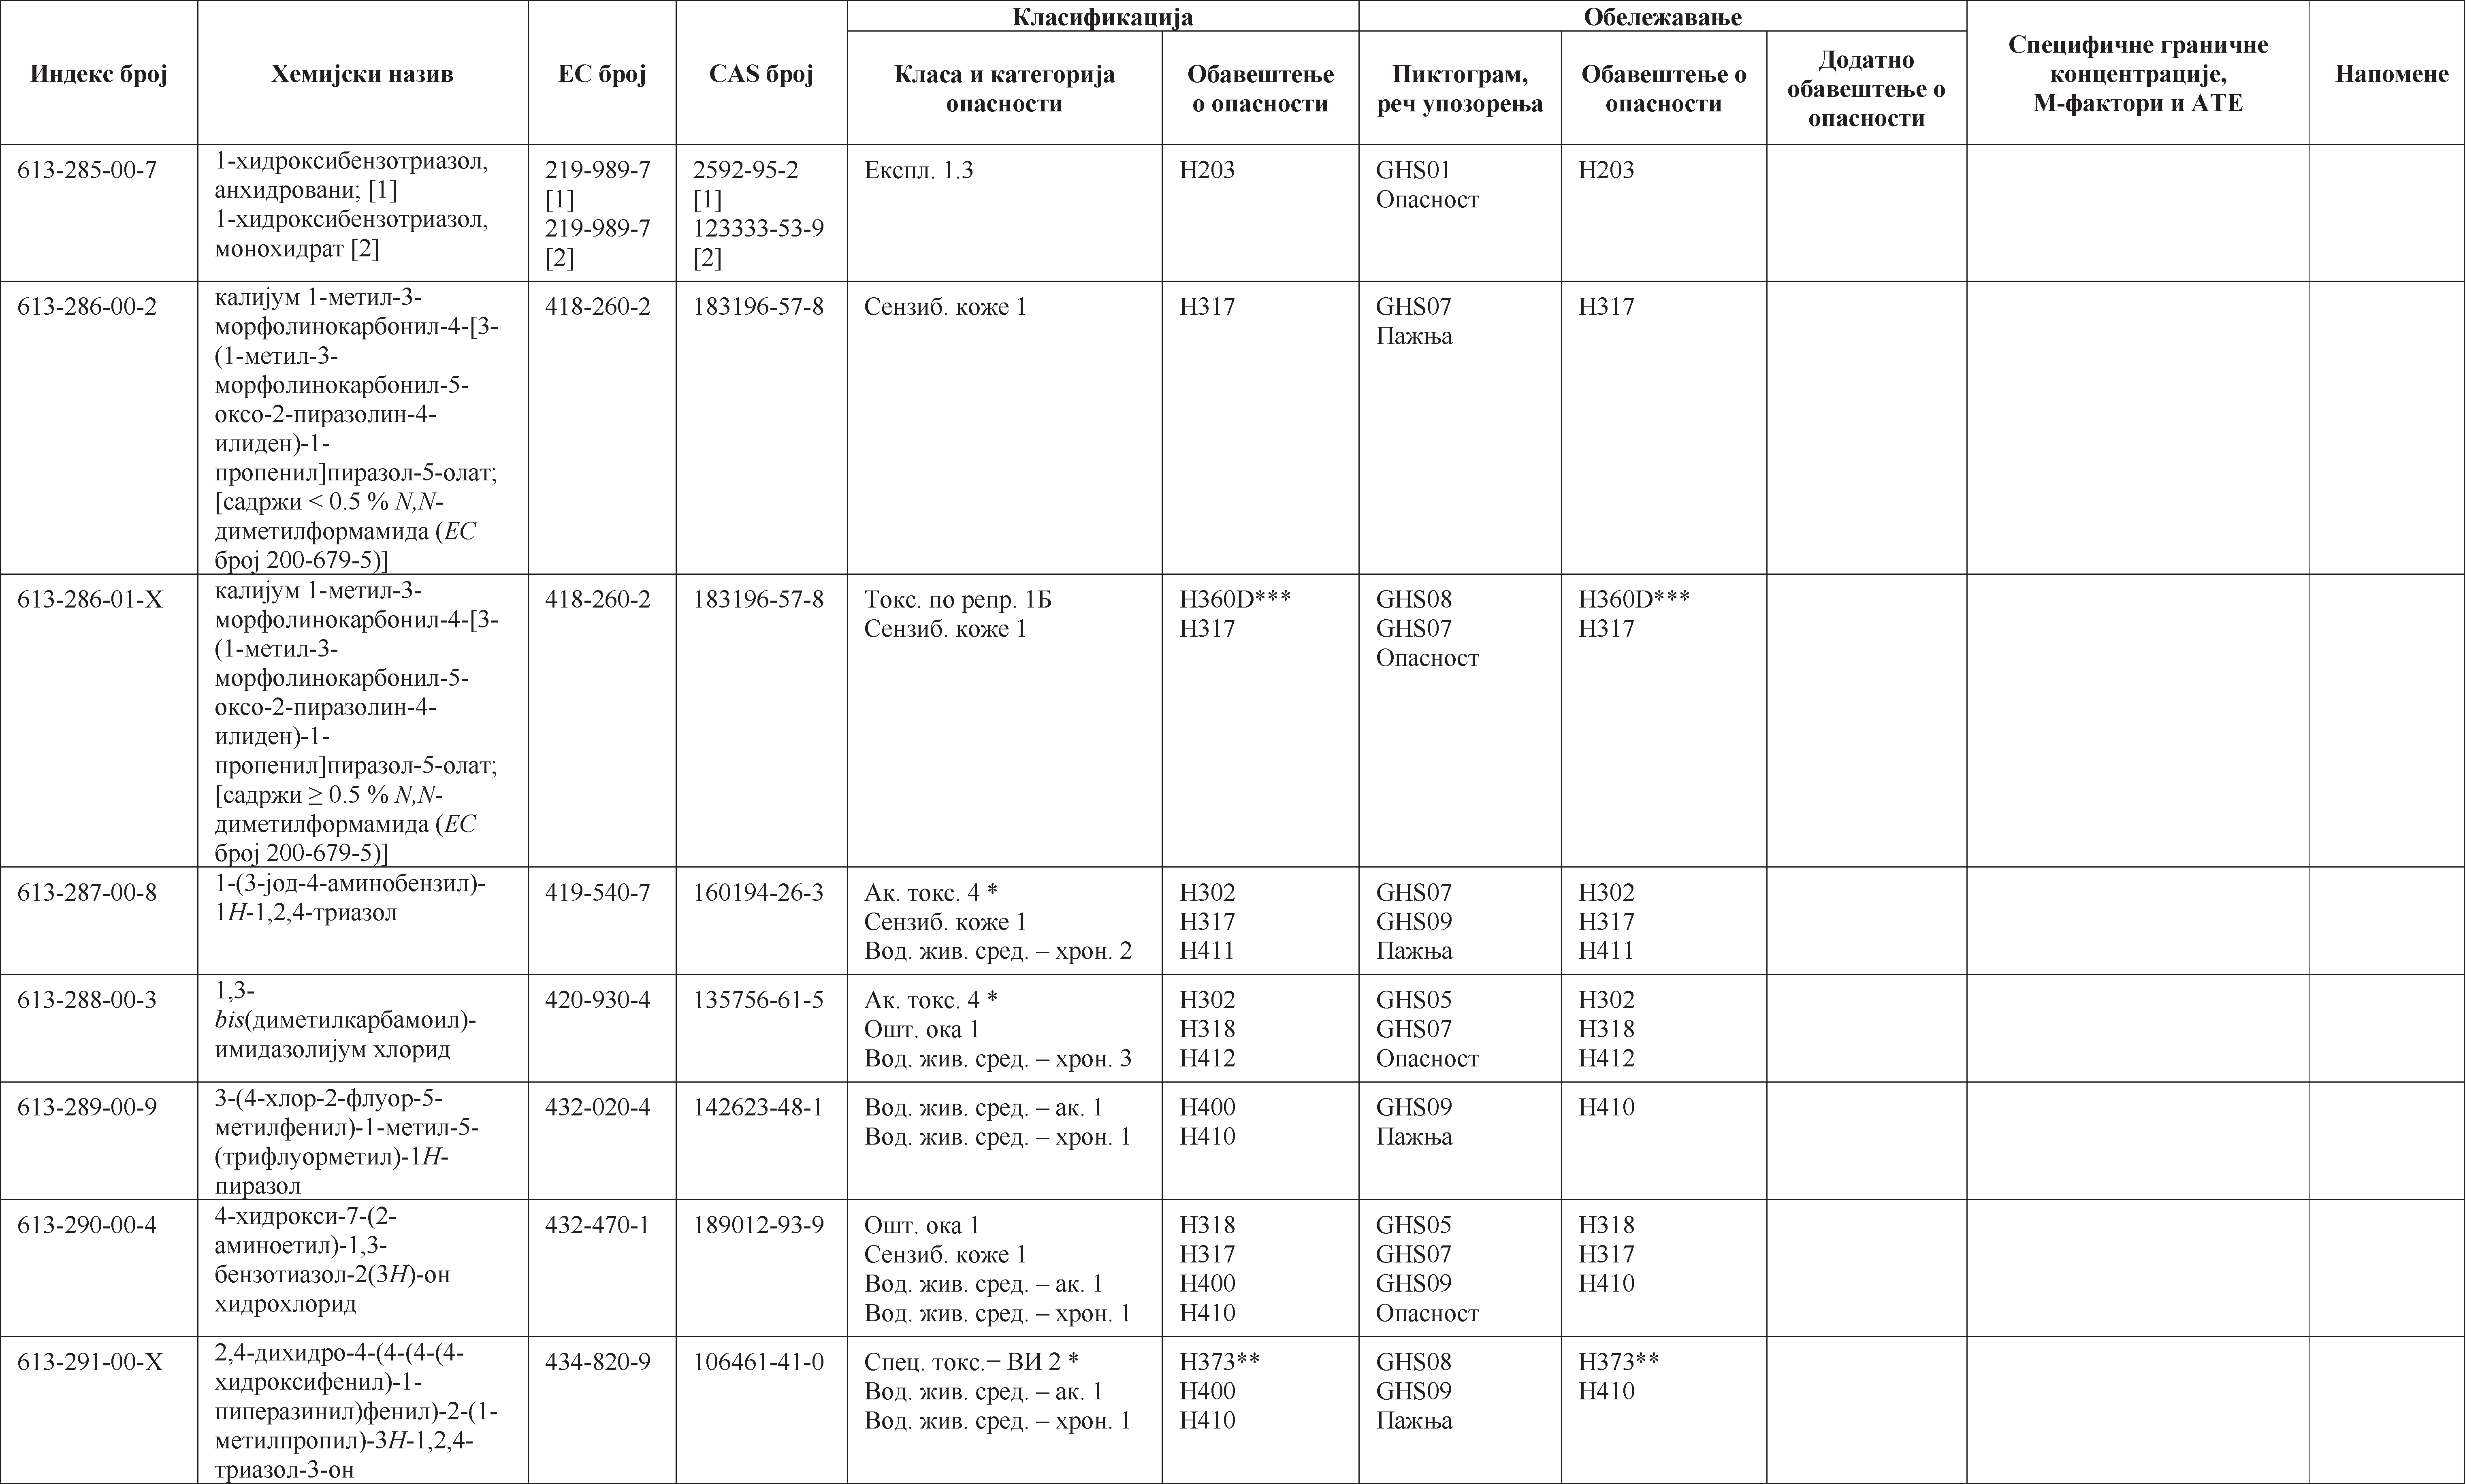 Класификација
Обележавање
Индекс број
Хемијски назив
ЕС број
CAS број
Класа и категорија
опасности
Обавештење
о опасности
Пиктограм,
реч упозорења
Обавештење о
опасности
Додатно
обавештење о
опасности
Специфичне граничне
концентрације,
М-фактори и АТЕ
Напомене
613-285-00-7
1-хидроксибензотриазол,
анхидровани; [1]
1-хидроксибензотриазол,
монохидрат [2]
219-989-7
[1]
219-989-7
[2]
2592-95-2
[1]
123333-53-9
[2]
Експл. 1.3
H203
GHS01
Опасност
H203
613-286-00-2
калијум 1-метил-3-
морфолинокарбонил-4-[3-
(1-метил-3-
морфолинокарбонил-5-
оксо-2-пиразолин-4-
илиден)-1-
пропенил]пиразол-5-олат;
[садржи < 0.5 % N,N-
диметилформамида (ЕС
број 200-679-5)]
418-260-2
183196-57-8
Сензиб. коже 1
H317
GHS07
Пажња
H317
613-286-01-X
калијум 1-метил-3-
морфолинокарбонил-4-[3-
(1-метил-3-
морфолинокарбонил-5-
оксо-2-пиразолин-4-
илиден)-1-
пропенил]пиразол-5-олат;
[садржи ≥ 0.5 % N,N-
диметилформамида (ЕС
број 200-679-5)]
418-260-2
183196-57-8
Токс. по репр. 1Б
Сензиб. коже 1
H360D***
H317
GHS08
GHS07
Опасност
H360D***
H317
613-287-00-8
1-(3-јод-4-аминобензил)-
1H-1,2,4-триазол
419-540-7
160194-26-3
Ак. токс. 4 *
Сензиб. коже 1
Вод. жив. сред. – хрон. 2
H302
H317
H411
GHS07
GHS09
Пажња
H302
H317
H411
613-288-00-3
1,3-
bis(диметилкарбамоил)-
имидазолијум хлорид
420-930-4
135756-61-5
Ак. токс. 4 *
Ошт. ока 1
Вод. жив. сред. – хрон. 3
H302
H318
H412
GHS05
GHS07
Опасност
H302
H318
H412
613-289-00-9
3-(4-хлор-2-флуор-5-
метилфенил)-1-метил-5-
(трифлуорметил)-1H-
пиразол
432-020-4
142623-48-1
Вод. жив. сред. – ак. 1
Вод. жив. сред. – хрон. 1
H400
H410
GHS09
Пажња
H410
613-290-00-4
4-хидрокси-7-(2-
аминоетил)-1,3-
бензотиазол-2(3H)-он
хидрохлорид
432-470-1
189012-93-9
Ошт. ока 1
Сензиб. коже 1
Вод. жив. сред. – ак. 1
Вод. жив. сред. – хрон. 1
H318
H317
H400
H410
GHS05
GHS07
GHS09
Опасност
H318
H317
H410
613-291-00-X
2,4-дихидро-4-(4-(4-(4-
хидроксифенил)-1-
пиперазинил)фенил)-2-(1-
метилпропил)-3H-1,2,4-
триазол-3-он
434-820-9
106461-41-0
Спец. токс.− ВИ 2 *
Вод. жив. сред. – ак. 1
Вод. жив. сред. – хрон. 1
H373**
H400
H410
GHS08
GHS09
Пажња
H373**
H410